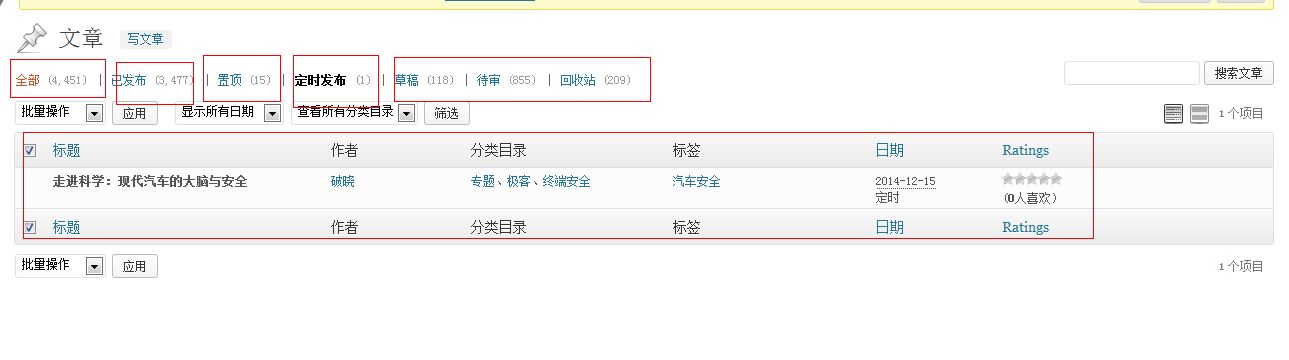 文章 写文章
全部 (4,451) | 已发布 (3,477) | 置顶 (15) | 定时发布 (1) | 草稿 (118) | 待审 (855) | 回收站 (209) 搜索文章
批量操作 应用 显示所有日期 查看所有分类目录 筛选 1 个项目
标题 作者 分类目录 标签 日期 Ratings
走进科学：现代汽车的大脑与安全 破晓 专题、极客、终端安全 汽车安全 2014-12-15
定时 (0人喜欢)
标题 作者 分类目录 标签 日期 Ratings
批量操作 应用 1 个项目